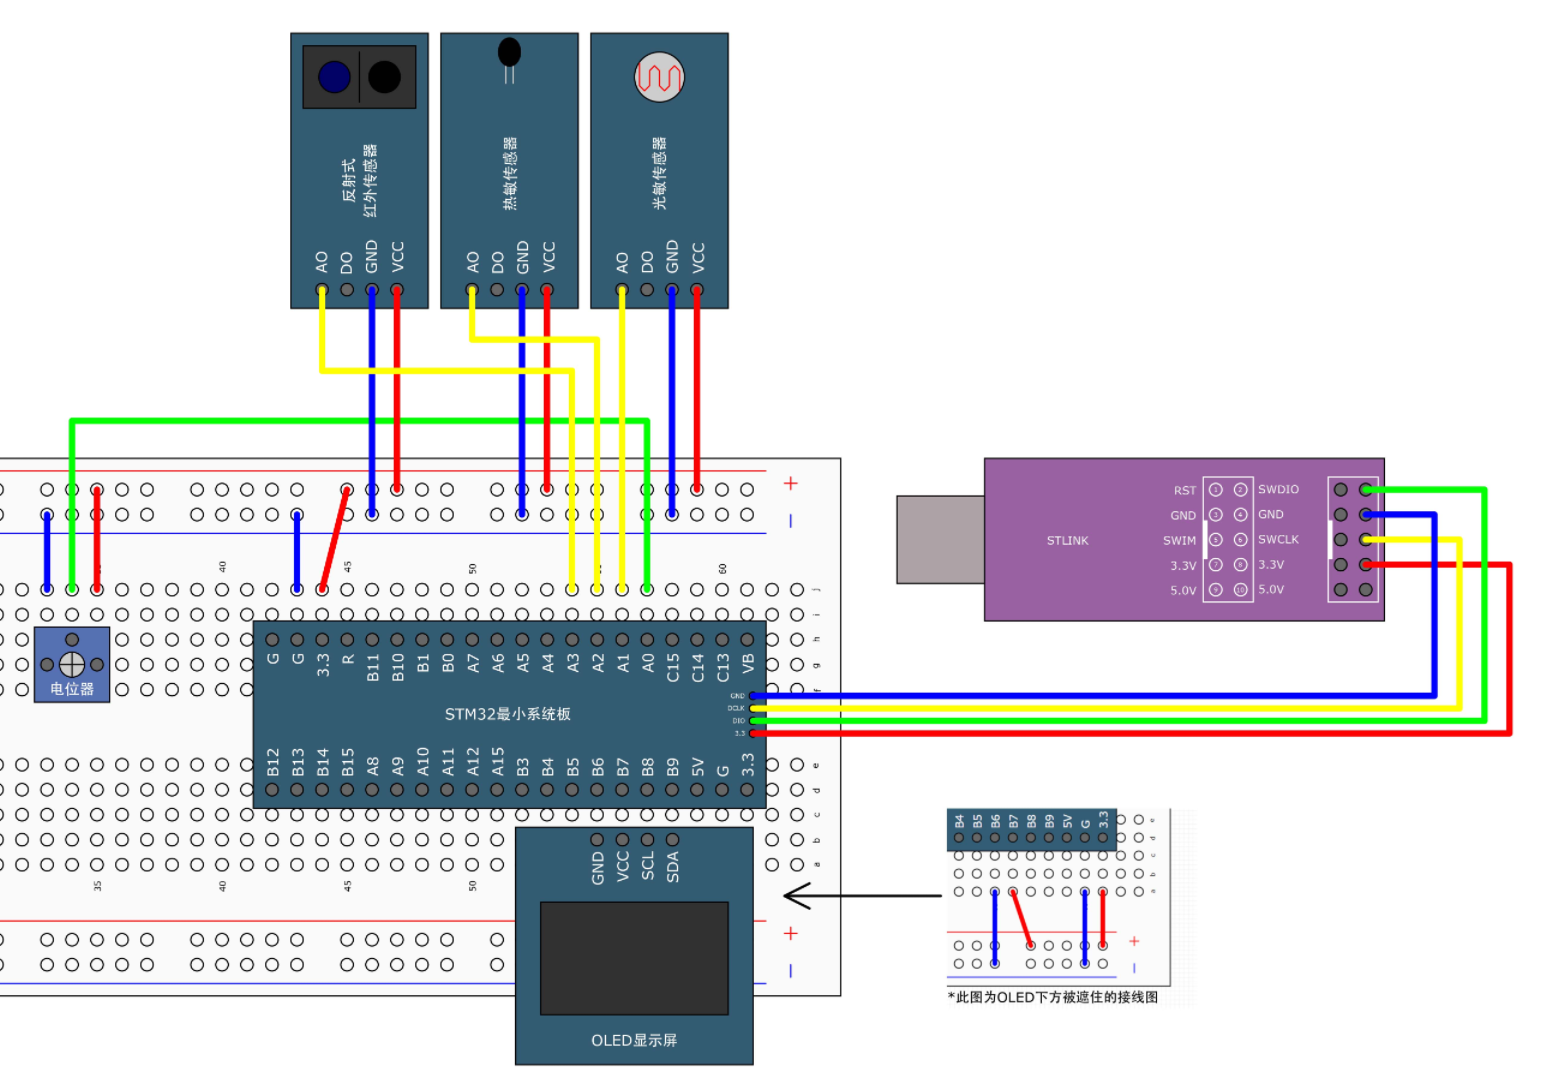 反射式
红外传感器
AO DO GND VCC
热敏传感器
AO DO GND VCC
光敏传感器
AO DO GND VCC
+
−
40 45 50 60
j
i
h
g
f
电位器
G G 3.3 R B11 B10 B1 B0 A7 A6 A5 A4 A3 A2 A1 A0 C15 C14 C13 VB
STM32最小系统板
GND
DCLK
DIO
3.3
B12 B13 B14 B15 A8 A9 A10 A11 A12 A15 B3 B4 B5 B6 B7 B8 B9 5V G 3.3
e
d
c
b
a
35 40 45 50
GND VCC SCL SDA
+
−
OLED显示屏
STLINK
RST 1 2 SWDIO
GND 3 4 GND
SWIM 5 6 SWCLK
3.3V 7 8 3.3V
5.0V 9 10 5.0V
B4 B5 B6 B7 B8 B9 5V G 3.3
e
d
c
b
a
+
−
*此图为OLED下方被遮住的接线图